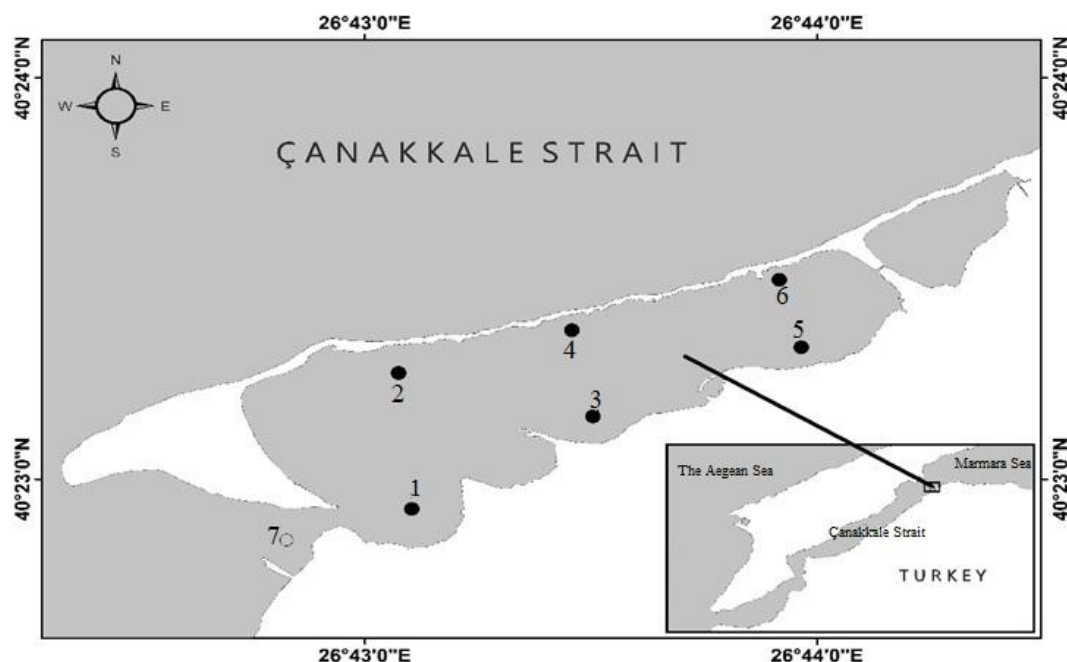 26°43'0"E 26°44'0"E
40°24'0"N 40°24'0"N
N
W E
S
ÇANAKKALE STRAIT
6
5
4
2
3
1
7
40°23'0"N 40°23'0"N
The Aegean Sea Marmara Sea
Çanakkale Strait
TURKEY
26°43'0"E 26°44'0"E